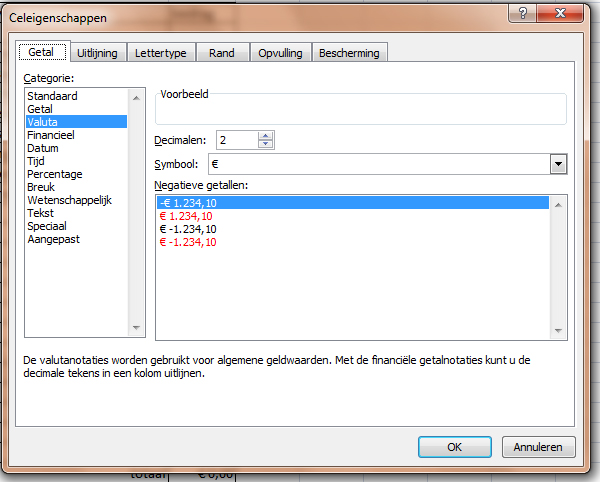 Celeigenschappen
?
Getal Uitlijning Lettertype Rand Opvulling Bescherming
Categorie:
Standaard
Getal
Valuta
Financieel
Datum
Tijd
Percentage
Breuk
Wetenschappelijk
Tekst
Speciaal
Aangepast
Voorbeeld
Decimalen: 2
Symbool: €
Negatieve getallen:
-€ 1.234,10
€ 1.234,10
€ -1.234,10
€ -1.234,10
De valutanotaties worden gebruikt voor algemene geldwaarden. Met de financiële getalnotaties kunt u de
decimale tekens in een kolom uitlijnen.
OK Annuleren
totaal € 0,00